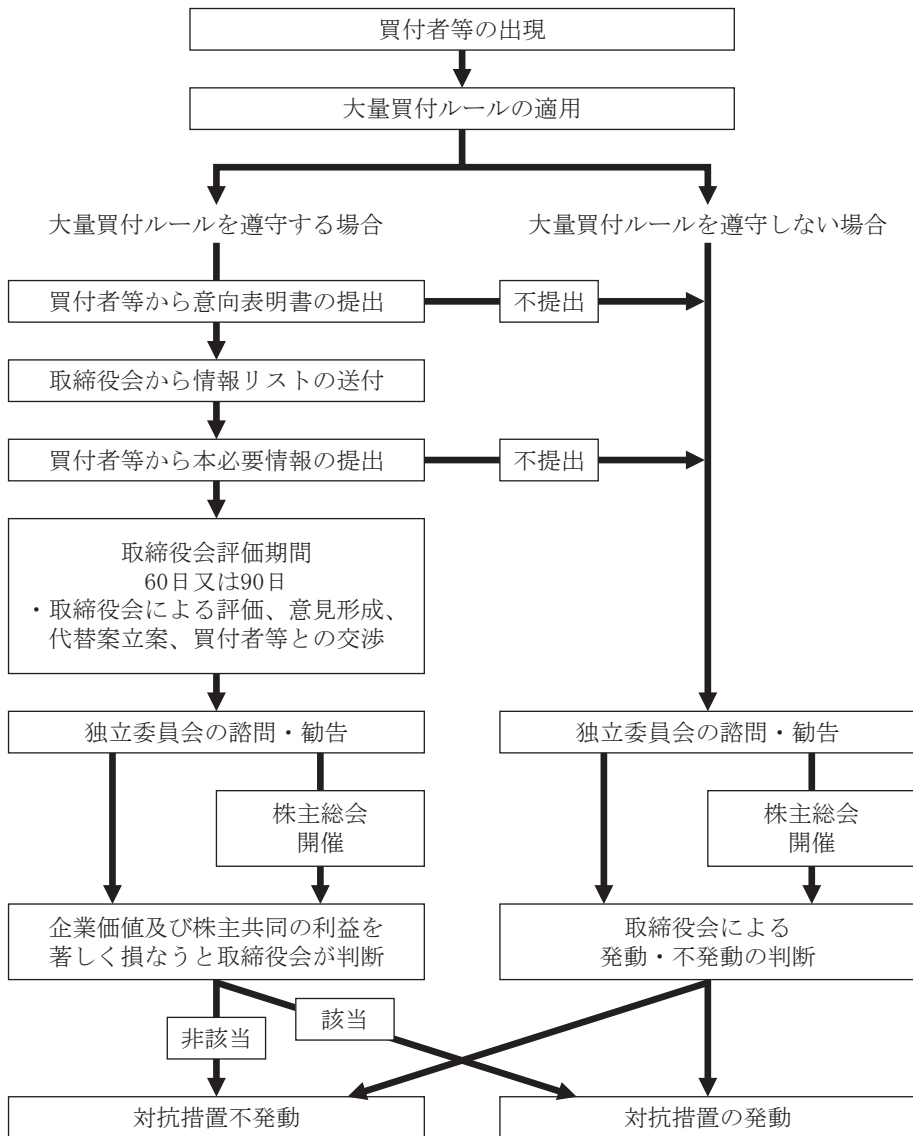 買付者等の出現
大量買付ルールの適用
大量買付ルールを遵守する場合
大量買付ルールを遵守しない場合
買付者等から意向表明書の提出
不提出
取締役会から情報リストの送付
買付者等から本必要情報の提出
不提出
取締役会評価期間
60日又は90日
・取締役会による評価、意見形成、
代替案立案、買付者等との交渉
独立委員会の諮問・勧告
独立委員会の諮問・勧告
株主総会
開催
株主総会
開催
企業価値及び株主共同の利益を
著しく損なうと取締役会が判断
取締役会による
発動・不発動の判断
非該当
該当
対抗措置不発動
対抗措置の発動